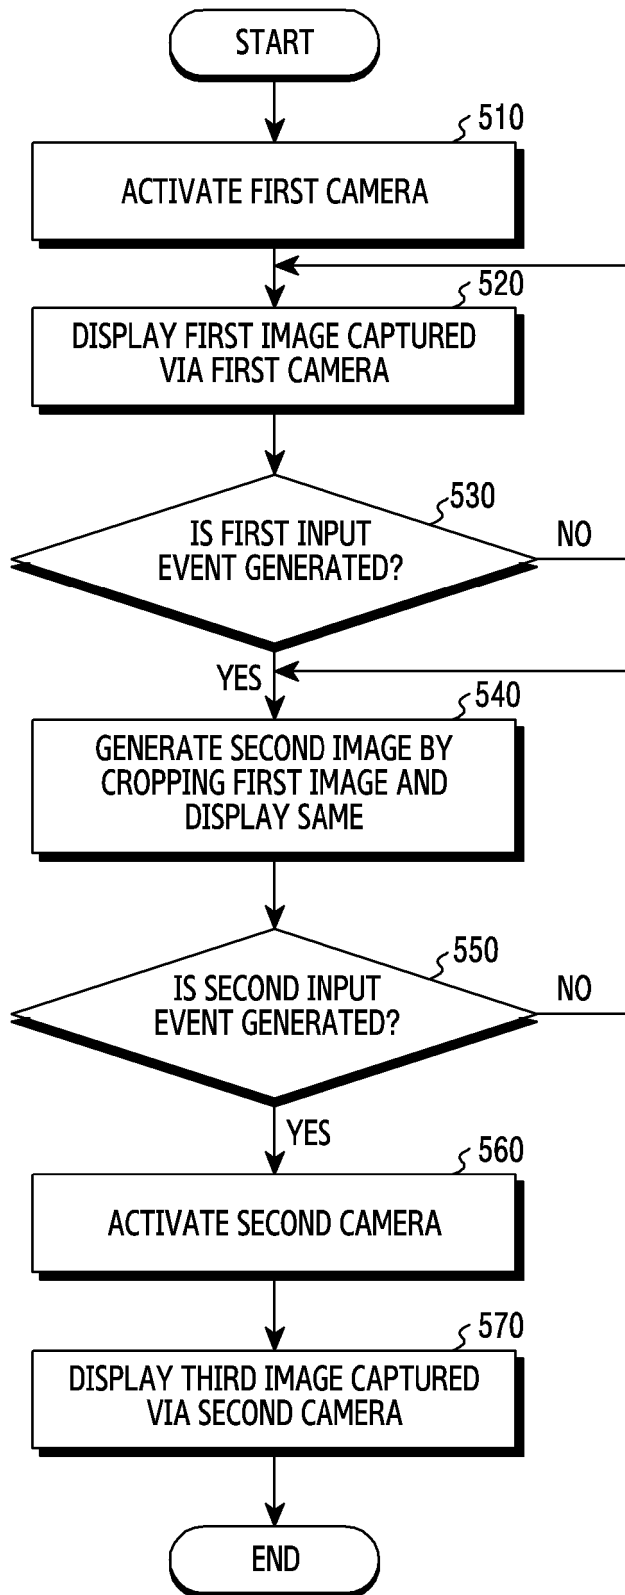 START
510
ACTIVATE FIRST CAMERA
520
DISPLAY FIRST IMAGE CAPTURED
VIA FIRST CAMERA
530
IS FIRST INPUT
EVENT GENERATED?
NO
YES
540
GENERATE SECOND IMAGE BY
CROPPING FIRST IMAGE AND
DISPLAY SAME
550
IS SECOND INPUT
EVENT GENERATED?
NO
YES
560
ACTIVATE SECOND CAMERA
570
DISPLAY THIRD IMAGE CAPTURED
VIA SECOND CAMERA
END